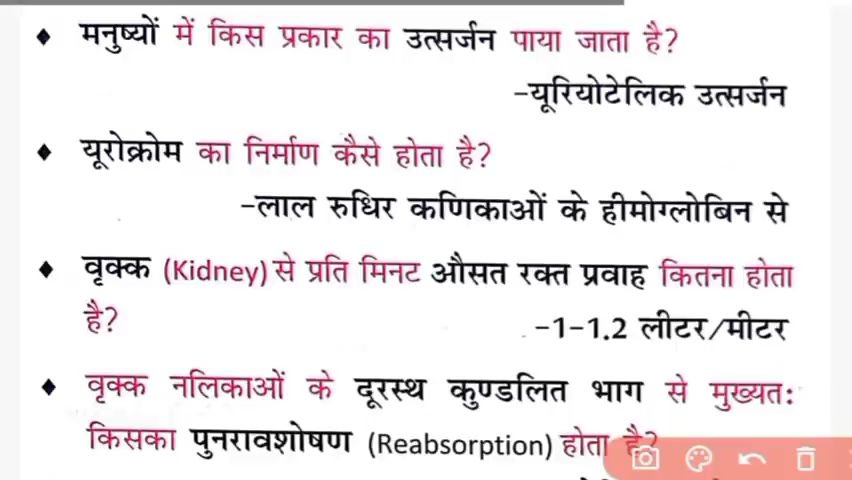 ♦ मनुष्यों में किस प्रकार का उत्सर्जन पाया जाता है?
-यूरियोटेलिक उत्सर्जन
♦ यूरोक्रोम का निर्माण कैसे होता है?
-लाल रुधिर कणिकाओं के हीमोग्लोबिन से
♦ वृक्क (Kidney) से प्रति मिनट औसत रक्त प्रवाह कितना होता
है?
-1-1.2 लीटर/मीटर
♦ वृक्क नलिकाओं के दूरस्थ कुण्डलित भाग से मुख्यत:
किसका पुनरावशोषण (Reabsorption) होता है?